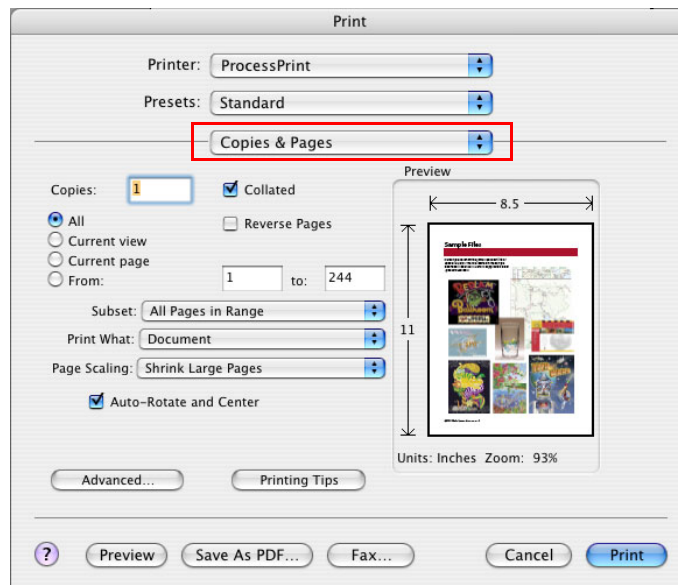 Print
Printer: ProcessPrint
Presets: Standard
Copies & Pages
Copies: 1 Collated
All Reverse Pages
Current view
Current page
From: 1 to: 244
Subset: All Pages in Range
Print What: Document
Page Scaling: Shrink Large Pages
Auto-Rotate and Center
Advanced... Printing Tips
Preview
8.5
11
Sample Files
Units: Inches Zoom: 93%
? Preview Save As PDF... Fax... Cancel Print